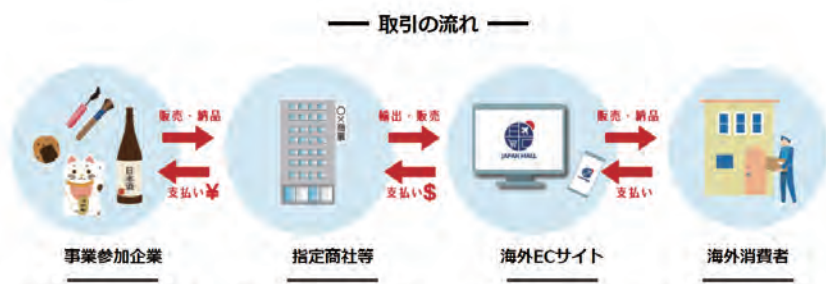 取引の流れ
販売・納品
支払い¥
輸出・販売
支払い$
販売・納品
支払い
日本酒
〇×商事
JAPAN MALL
JAPAN MALL
事業参加企業
指定商社等
海外ECサイト
海外消費者